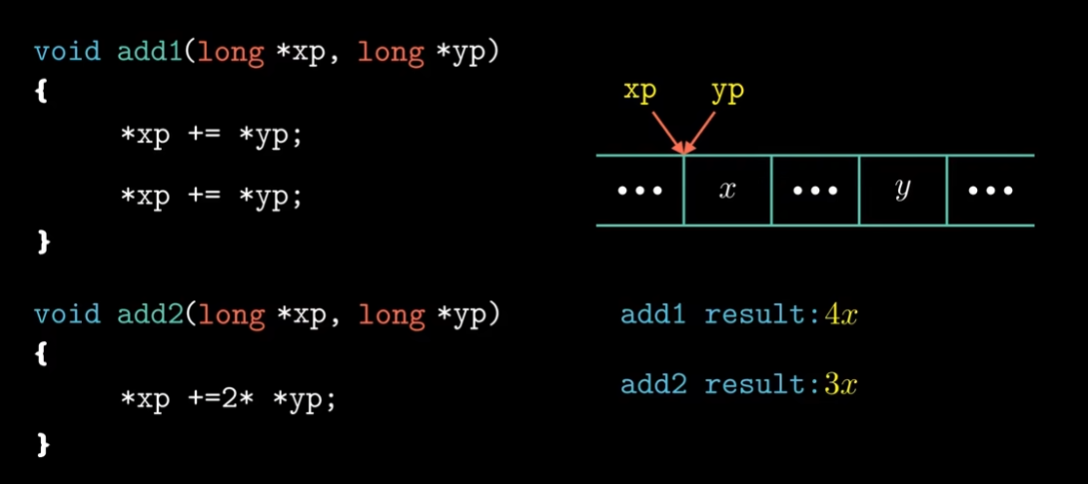 void add1(long *xp, long *yp)
{
*xp += *yp;
*xp += *yp;
}
void add2(long *xp, long *yp)
{
*xp +=2* *yp;
}
xp yp
••• x ••• y •••
add1 result:4x
add2 result:3x